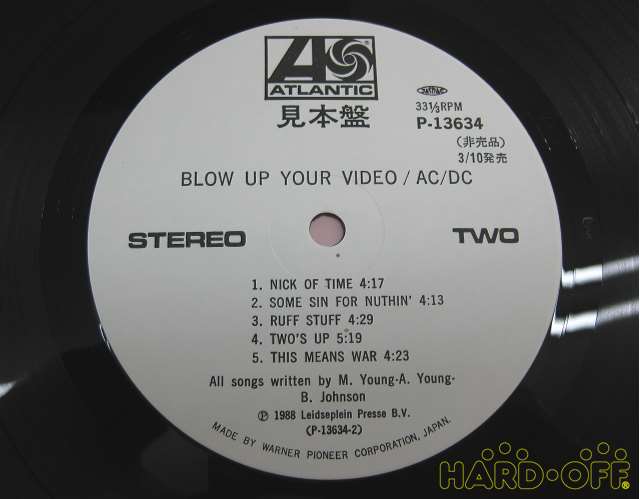 ATLANTIC
見本盤
33⅓RPM
P-13634
(非売品)
3/10発売
BLOW UP YOUR VIDEO / AC/DC
STEREO
TWO
1. NICK OF TIME 4:17
2. SOME SIN FOR NUTHIN' 4:13
3. RUFF STUFF 4:29
4. TWO'S UP 5:19
5. THIS MEANS WAR 4:23
All songs written by M. Young-A. Young-
B. Johnson
Ⓟ 1988 Leidseplein Presse B.V.
(P-13634-2)
MADE BY WARNER PIONEER CORPORATION, JAPAN.
HARD·OFF®